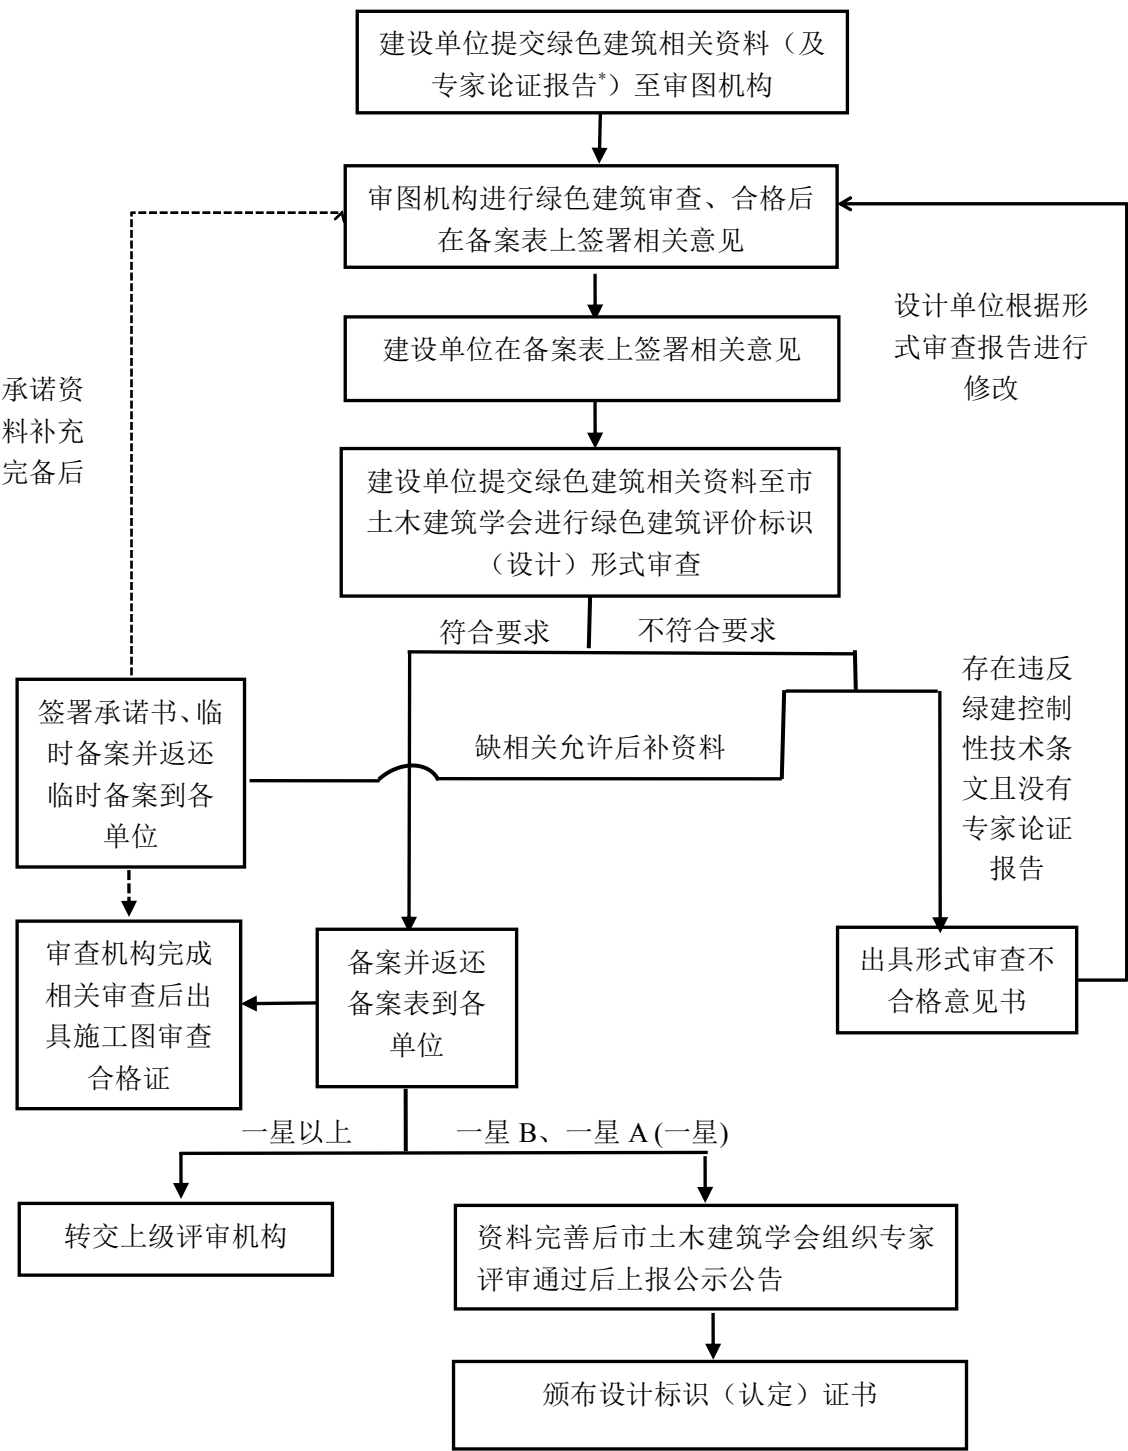 建设单位提交绿色建筑相关资料（及
专家论证报告*）至审图机构
审图机构进行绿色建筑审查、合格后
在备案表上签署相关意见
设计单位根据形
式审查报告进行
修改
建设单位在备案表上签署相关意见
承诺资
料补充
完备后
建设单位提交绿色建筑相关资料至市
土木建筑学会进行绿色建筑评价标识
（设计）形式审查
符合要求
不符合要求
存在违反
绿建控制
性技术条
文且没有
专家论证
报告
签署承诺书、临
时备案并返还
临时备案到各
单位
缺相关允许后补资料
审查机构完成
相关审查后出
具施工图审查
合格证
备案并返还
备案表到各
单位
出具形式审查不
合格意见书
一星以上
一星 B、一星 A (一星)
转交上级评审机构
资料完善后市土木建筑学会组织专家
评审通过后上报公示公告
颁布设计标识（认定）证书